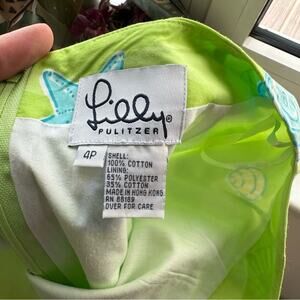 Lilly®
PULITZER
4P
SHELL:
100% COTTON
LINING:
65% POLYESTER
35% COTTON
MADE IN HONG KONG
RN 88189
OVER FOR CARE